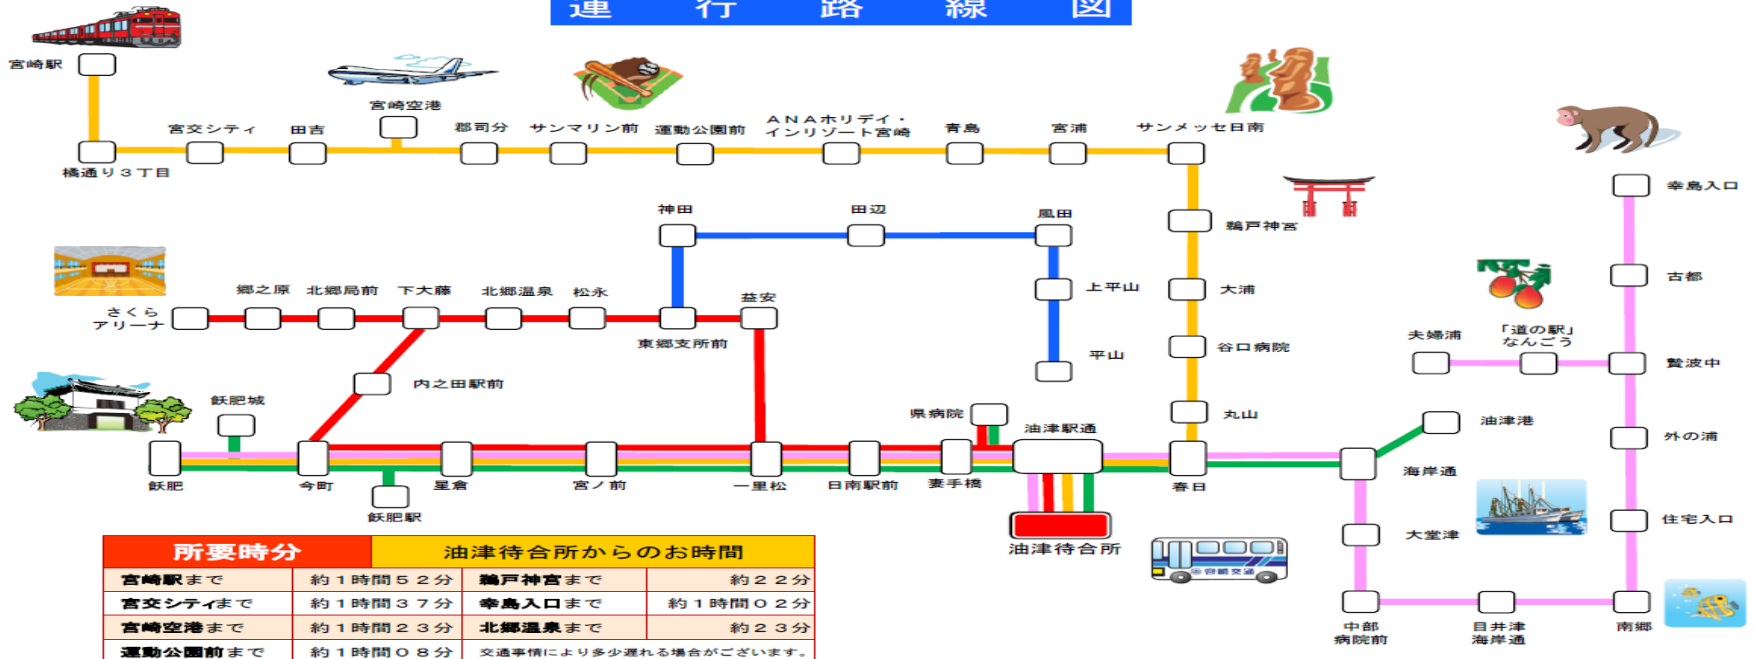 運行路線図
宮崎駅
宮崎空港
宮交シティ
田吉
郡司分
サンマリン前
運動公園前
ANAホリデイ・
インリゾート宮崎
青島
宮浦
サンメッセ日南
橘通り3丁目
幸島入口
神田
田辺
風田
鵜戸神宮
古都
郷之原
北郷局前
下大藤
北郷温泉
松永
益安
上平山
大浦
さくら
アリーナ
東郷支所前
夫婦浦
「道の駅」
なんごう
谷口病院
平山
鷲波中
内之田駅前
飫肥城
県病院
油津駅通
丸山
油津港
外の浦
飫肥
今町
星倉
宮ノ前
一里松
日南駅前
妻手橋
春日
海岸通
飫肥駅
住宅入口
大堂津
油津待合所
宮崎交通
所要時分
油津待合所からのお時間
宮崎駅まで 約1時間52分 鵜戸神宮まで 約22分
宮交シティまで 約1時間37分 幸島入口まで 約1時間02分
宮崎空港まで 約1時間23分 北郷温泉まで 約23分
運動公園前まで 約1時間08分 交通事情により多少遅れる場合がございます。
中部
病院前
目井津
海岸通
南郷